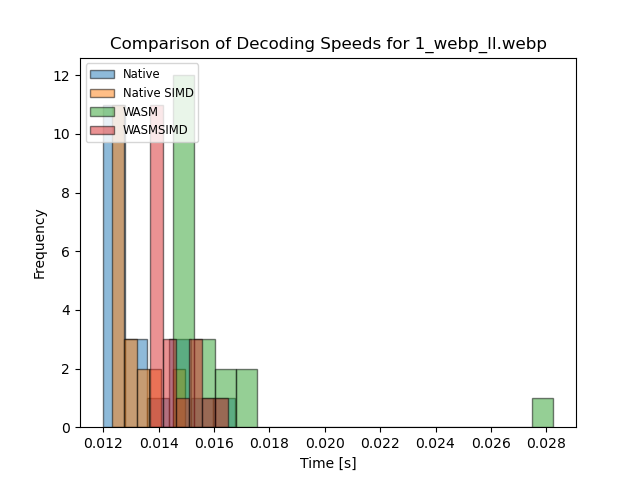 Comparison of Decoding Speeds for 1_webp_ll.webp
Native
Native SIMD
WASM
WASMSIMD
12
10
8
6
4
2
0
Frequency
0.012 0.014 0.016 0.018 0.020 0.022 0.024 0.026 0.028
Time [s]